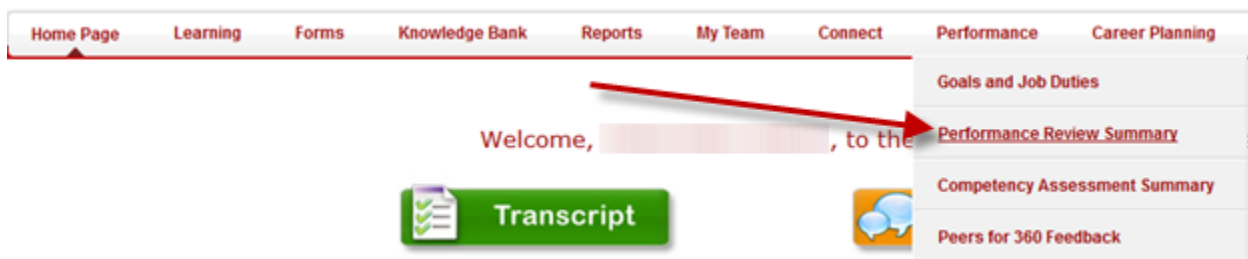 Home Page Learning Forms Knowledge Bank Reports My Team Connect Performance Career Planning
Goals and Job Duties
Performance Review Summary
Welcome, , to the
Competency Assessment Summary
Transcript
Peers for 360 Feedback